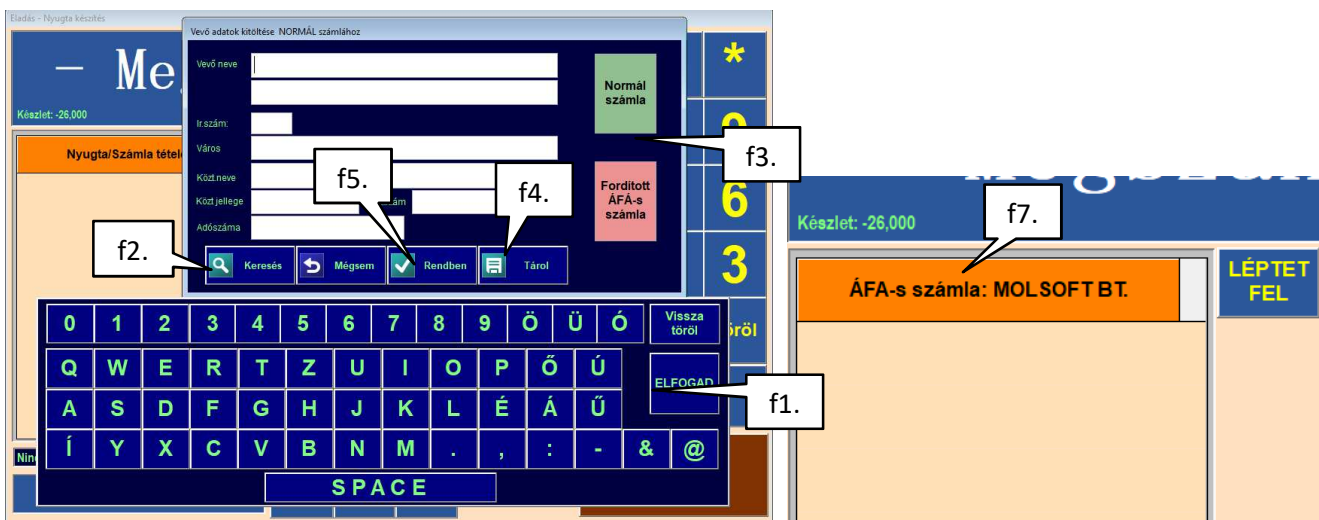 Eladás - Nyugta készítés
- Me
Készlet: -26,000
Nyugta/Számla tétele
Vevő adatok kitöltése NORMÁL számlához
Vevő neve
Ir.szám:
Város
Közt.neve
Közt jellege
Adószáma
Normál
számla
Fordított
ÁFÁ-s
számla
Keresés
Mégsem
Rendben
Tárol
f2.
f5.
f4.
f3.
f1.
*
6
3
0 1 2 3 4 5 6 7 8 9 Ö Ü Ó
Vissza
töröl
Q W E R T Z U I O P Ő Ú
ELFOGAD
A S D F G H J K L É Á Ű
Í Y X C V B N M . , : - & @
SPACE
Készlet: -26,000
f7.
ÁFA-s számla: MOLSOFT BT.
LÉPTET
FEL